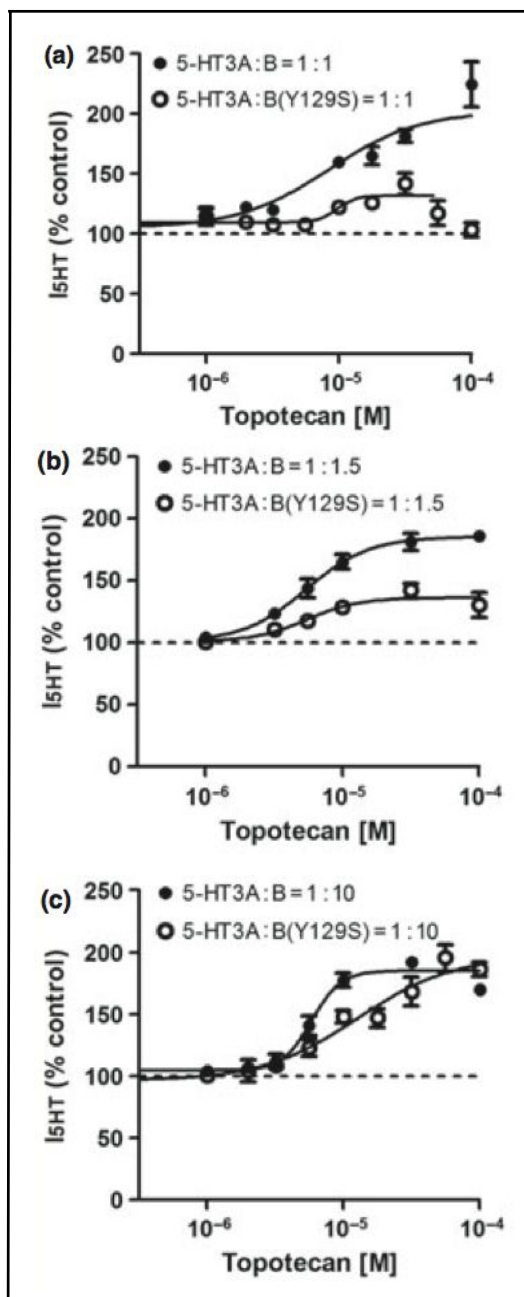 (a)
5-HT3A:B=1:1
5-HT3A:B(Y129S)=1:1
I5HT (% control)
250
200
150
100
50
0
10⁻⁶
10⁻⁵
10⁻⁴
Topotecan [M]
(b)
5-HT3A:B=1:1.5
5-HT3A:B(Y129S)=1:1.5
I5HT (% control)
250
200
150
100
50
0
10⁻⁶
10⁻⁵
10⁻⁴
Topotecan [M]
(c)
5-HT3A:B=1:10
5-HT3A:B(Y129S)=1:10
I5HT (% control)
250
200
150
100
50
0
10⁻⁶
10⁻⁵
10⁻⁴
Topotecan [M]